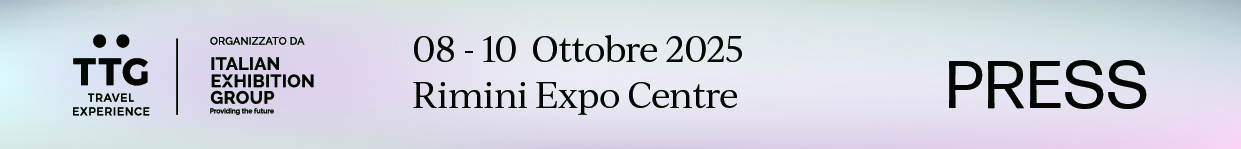 TTG
TRAVEL
EXPERIENCE
ORGANIZZATO DA
ITALIAN
EXHIBITION
GROUP
Providing the future
08 - 10 Ottobre 2025
Rimini Expo Centre
PRESS